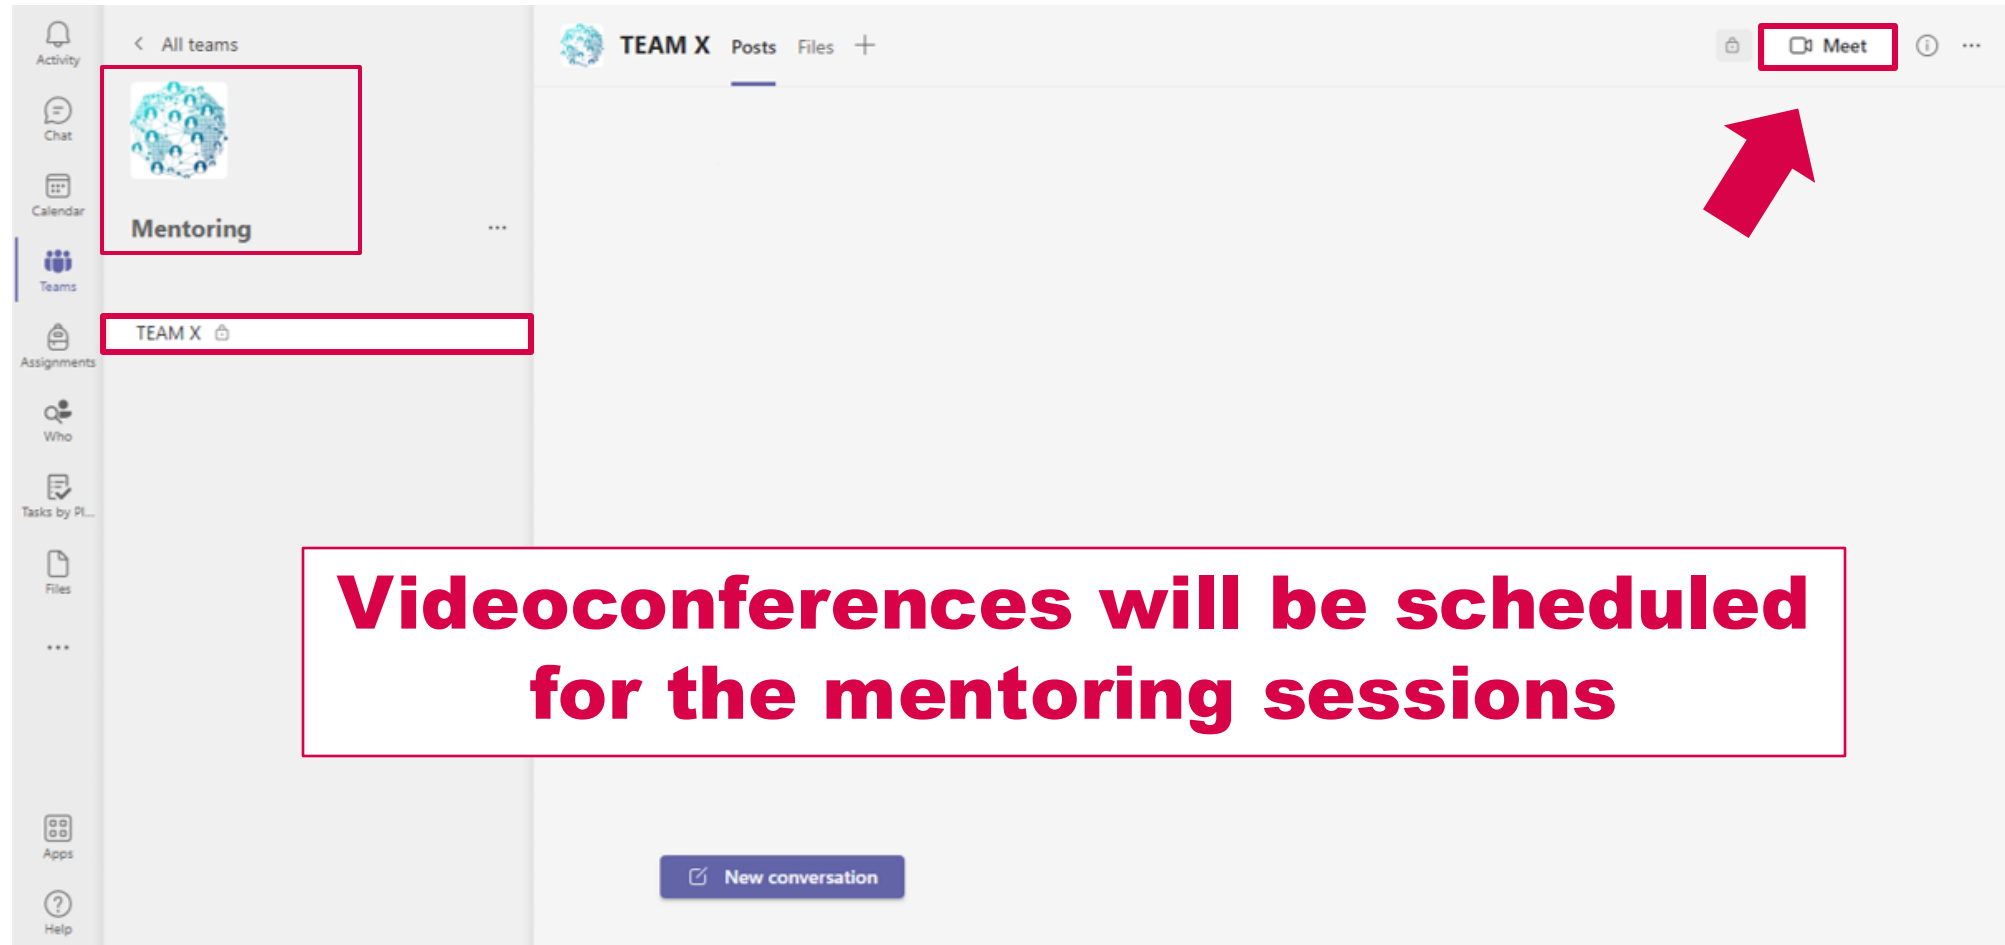 Activity
Chat
Calendar
Teams
Assignments
Who
Tasks by Pl...
Files
...
Apps
Help
< All teams
Mentoring ...
TEAM X
TEAM X Posts Files +
Meet ...
Videoconferences will be scheduled
for the mentoring sessions
New conversation